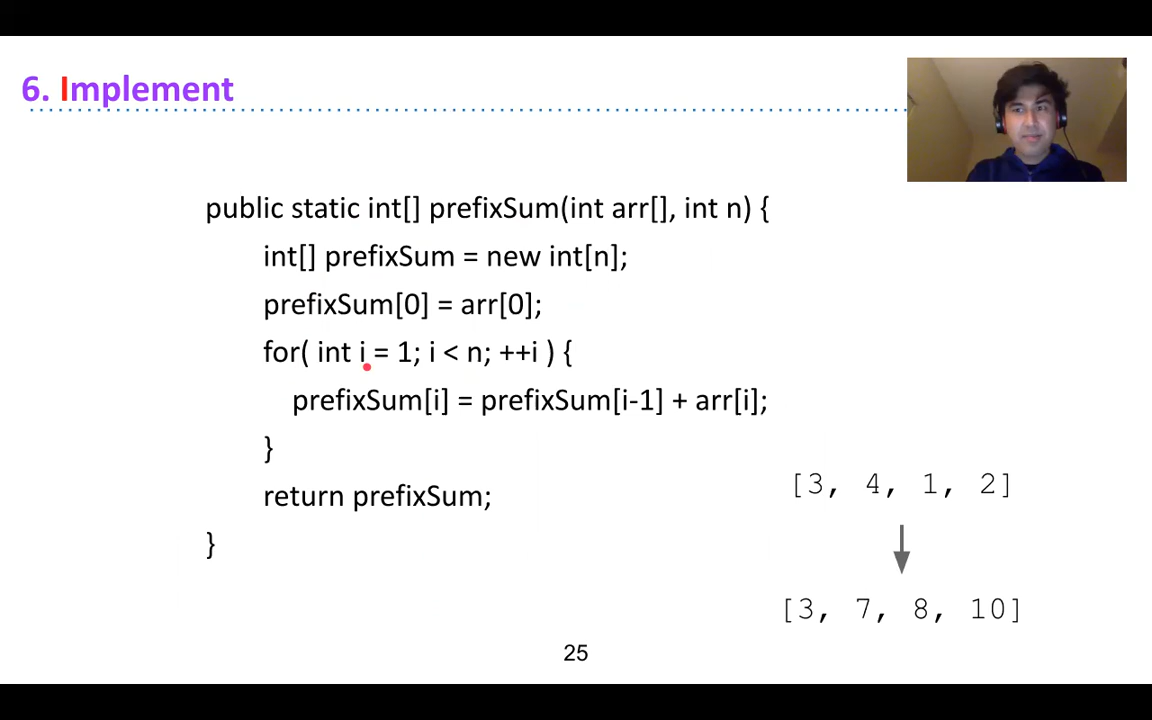 6. Implement
public static int[] prefixSum(int arr[], int n) {
int[] prefixSum = new int[n];
prefixSum[0] = arr[0];
for( int i = 1; i < n; ++i ) {
prefixSum[i] = prefixSum[i-1] + arr[i];
}
return prefixSum;
}
[3, 4, 1, 2]
[3, 7, 8, 10]
25